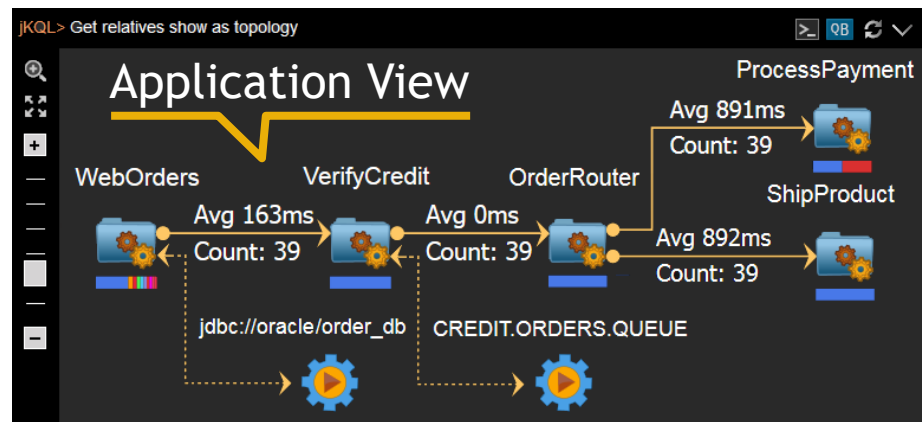 jKQL> Get relatives show as topology
>_ QB
Application View
ProcessPayment
Avg 891ms
Count: 39
WebOrders
VerifyCredit
OrderRouter
ShipProduct
Avg 163ms
Count: 39
Avg 0ms
Count: 39
Avg 892ms
Count: 39
jdbc://oracle/order_db
CREDIT.ORDERS.QUEUE